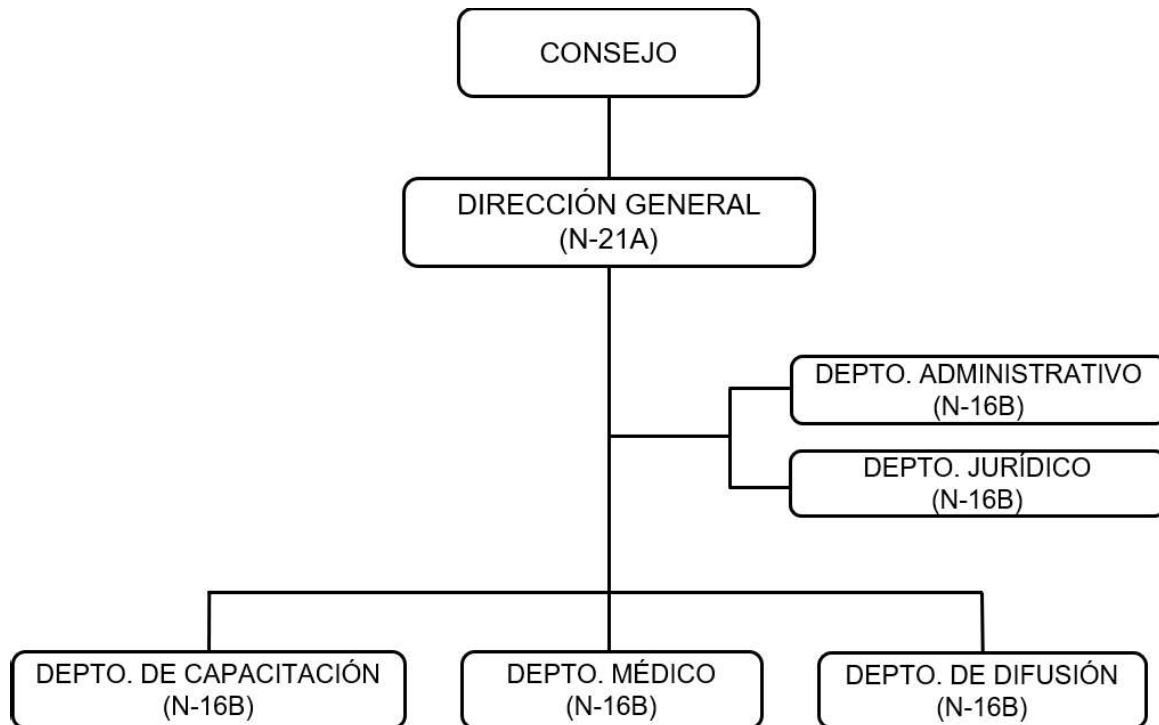 CONSEJO
DIRECCIÓN GENERAL
(N-21A)
DEPTO. ADMINISTRATIVO
(N-16B)
DEPTO. JURÍDICO
(N-16B)
DEPTO. DE CAPACITACIÓN
(N-16B)
DEPTO. MÉDICO
(N-16B)
DEPTO. DE DIFUSIÓN
(N-16B)